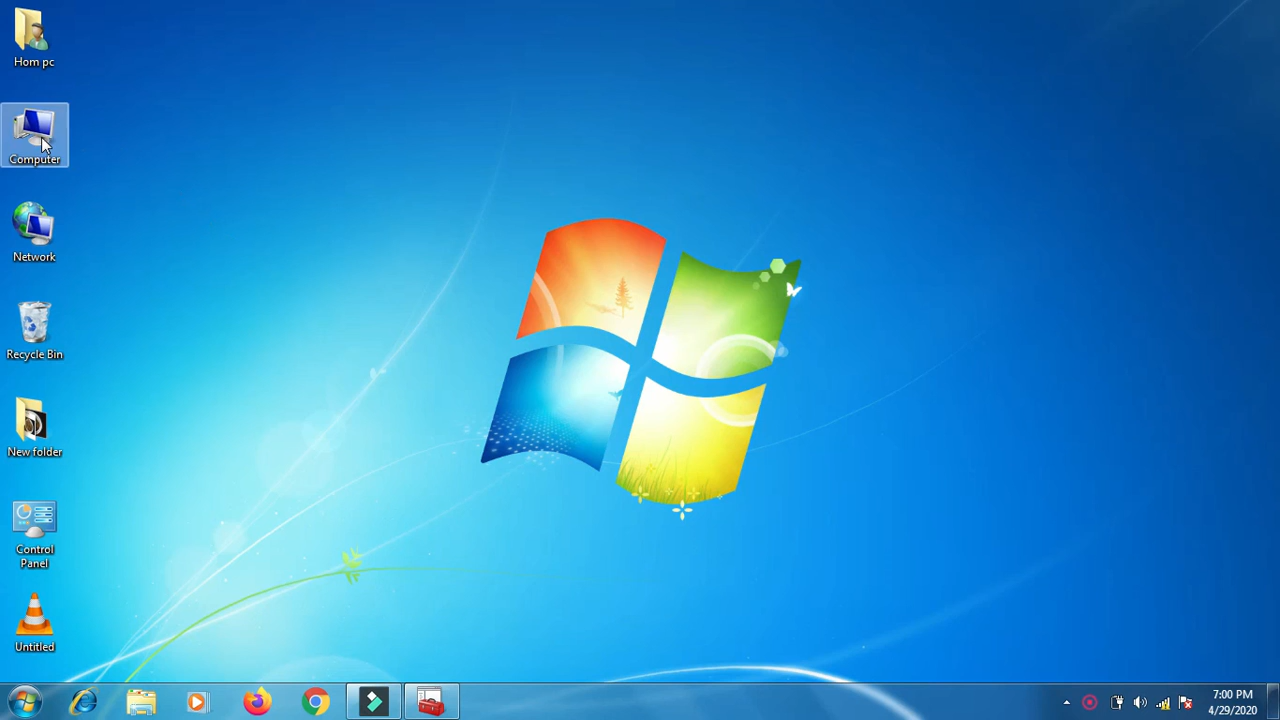 Hom pc
Computer
Network
Recycle Bin
New folder
Control
Panel
Untitled
7:00 PM
4/29/2020